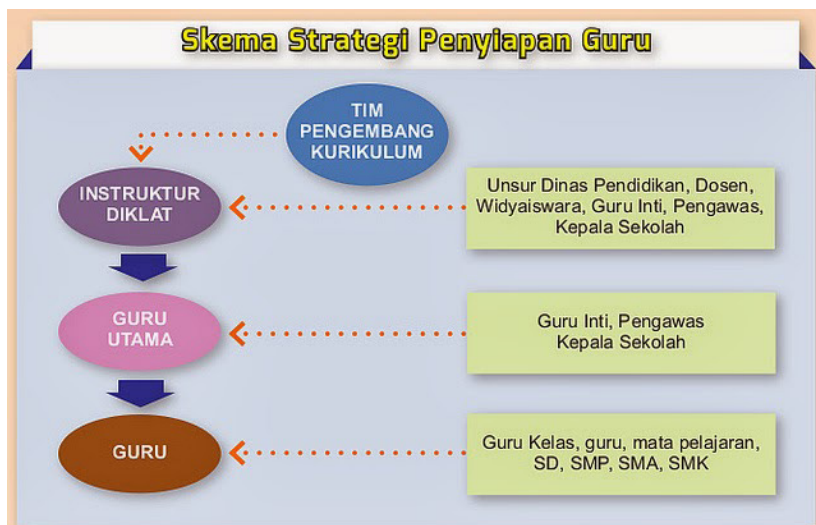 Skema Strategi Penyiapan Guru
TIM
PENGEMBANG
KURIKULUM
INSTRUKTUR
DIKLAT
Unsur Dinas Pendidikan, Dosen,
Widyaiswara, Guru Inti, Pengawas,
Kepala Sekolah
GURU
UTAMA
Guru Inti, Pengawas
Kepala Sekolah
GURU
Guru Kelas, guru, mata pelajaran,
SD, SMP, SMA, SMK